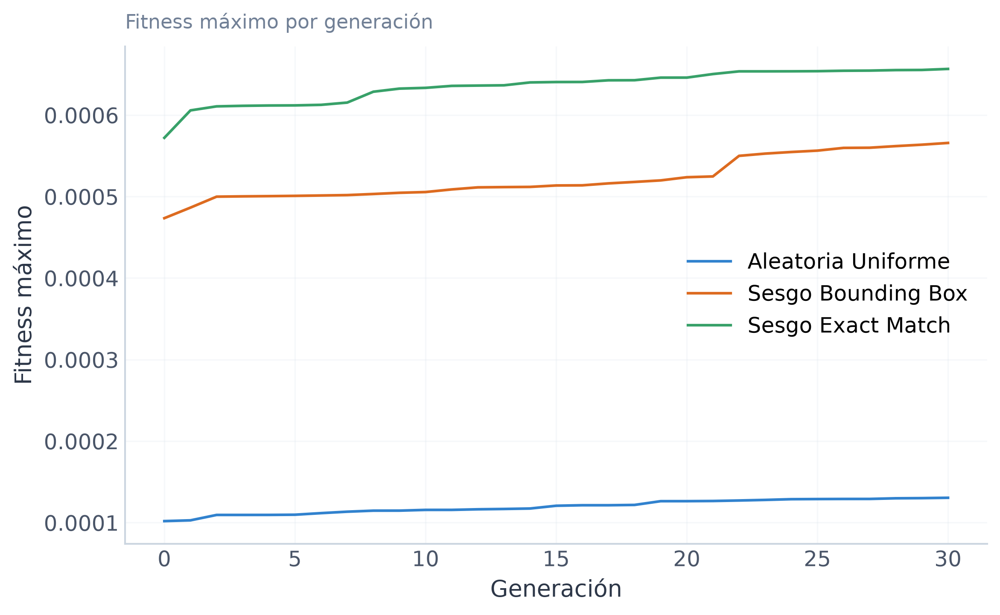 Fitness máximo por generación
Fitness máximo
0.0006
0.0005
0.0004
0.0003
0.0002
0.0001
Aleatoria Uniforme
Sesgo Bounding Box
Sesgo Exact Match
0 5 10 15 20 25 30
Generación